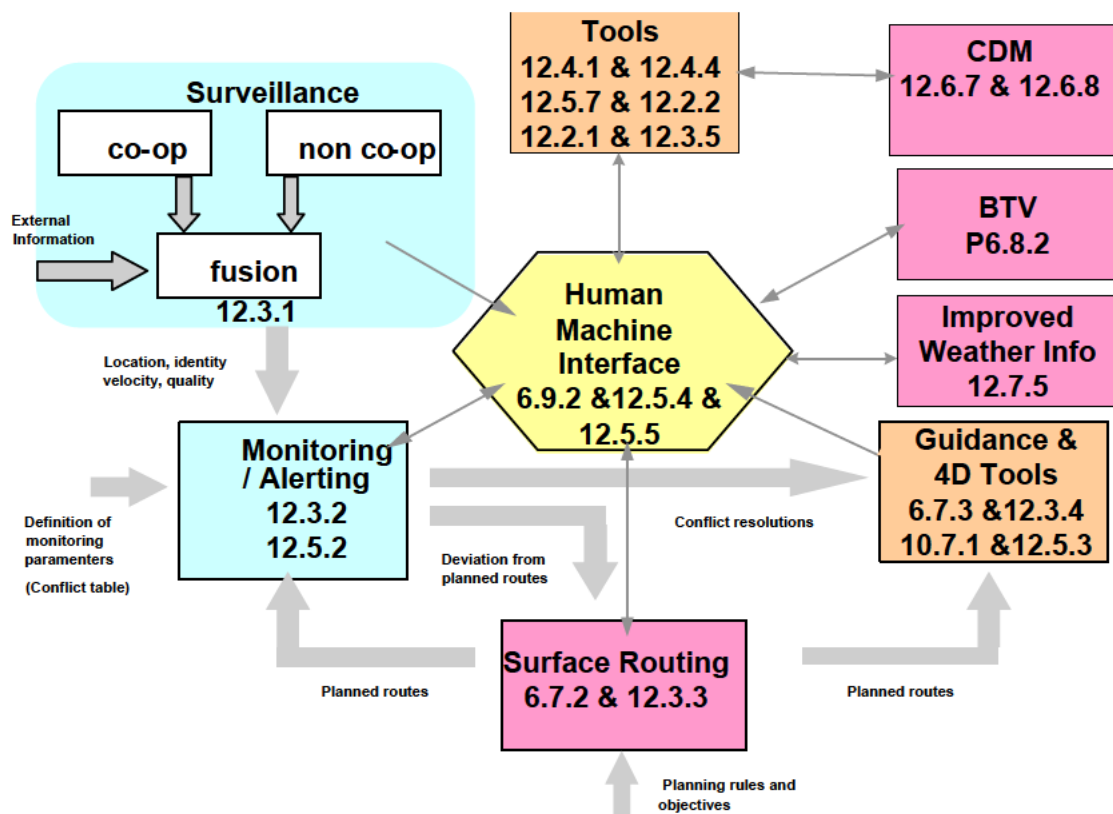 Tools
12.4.1 & 12.4.4
12.5.7 & 12.2.2
12.2.1 & 12.3.5
CDM
12.6.7 & 12.6.8
Surveillance
co-op
non co-op
External
Information
fusion
12.3.1
BTV
P6.8.2
Human
Machine
Interface
6.9.2 &12.5.4 &
12.5.5
Improved
Weather Info
12.7.5
Location, identity
velocity, quality
Monitoring
/ Alerting
12.3.2
12.5.2
Guidance &
4D Tools
6.7.3 &12.3.4
10.7.1 &12.5.3
Definition of
monitoring
paramenters
(Conflict table)
Conflict resolutions
Deviation from
planned routes
Surface Routing
6.7.2 & 12.3.3
Planned routes
Planned routes
Planning rules and
objectives